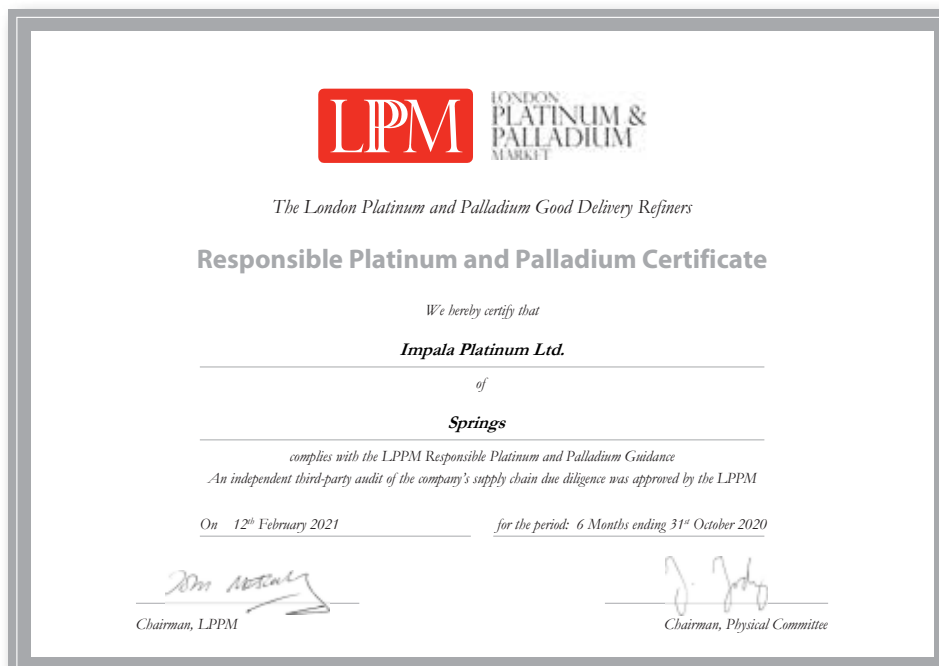 LPPM
LONDON
PLATINUM &
PALLADIUM
MARKET
The London Platinum and Palladium Good Delivery Refiners
Responsible Platinum and Palladium Certificate
We hereby certify that
Impala Platinum Ltd.
of
Springs
complies with the LPPM Responsible Platinum and Palladium Guidance
An independent third-party audit of the company's supply chain due diligence was approved by the LPPM
On 12th February 2021 for the period: 6 Months ending 31st October 2020
Chairman, LPPM
Chairman, Physical Committee